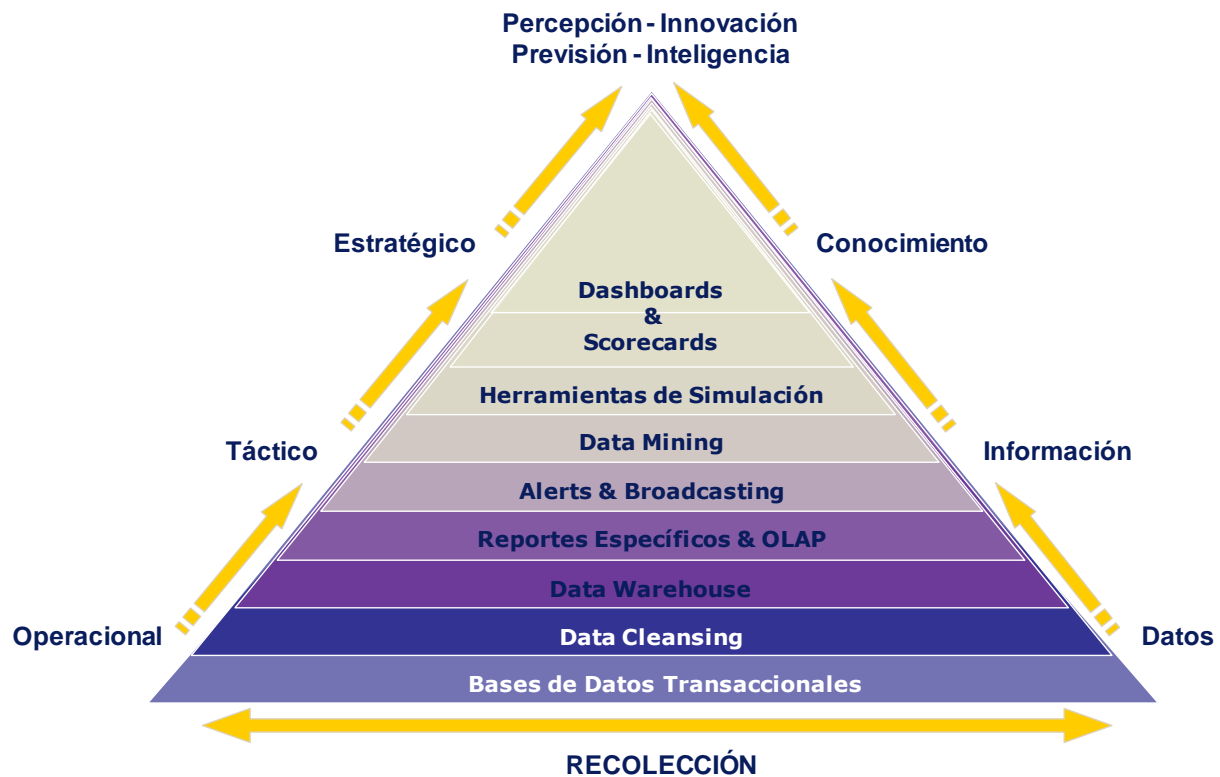 Percepción - Innovación
Previsión - Inteligencia
Estratégico
Conocimiento
Dashboards
&
Scorecards
Herramientas de Simulación
Táctico
Data Mining
Información
Alerts & Broadcasting
Reportes Específicos & OLAP
Data Warehouse
Operacional
Data Cleansing
Datos
Bases de Datos Transaccionales
RECOLECCIÓN